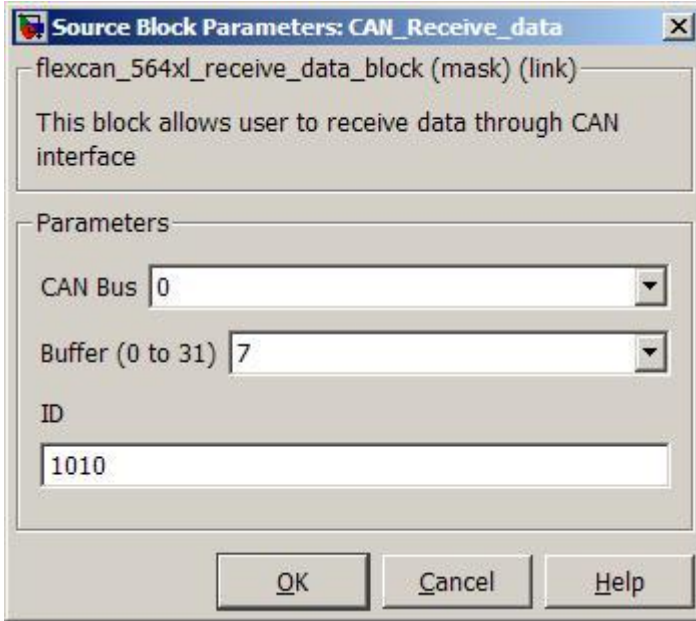 Source Block Parameters: CAN_Receive_data
flexcan_564xl_receive_data_block (mask) (link)
This block allows user to receive data through CAN
interface
Parameters
CAN Bus 0
Buffer (0 to 31) 7
ID
1010
OK Cancel Help